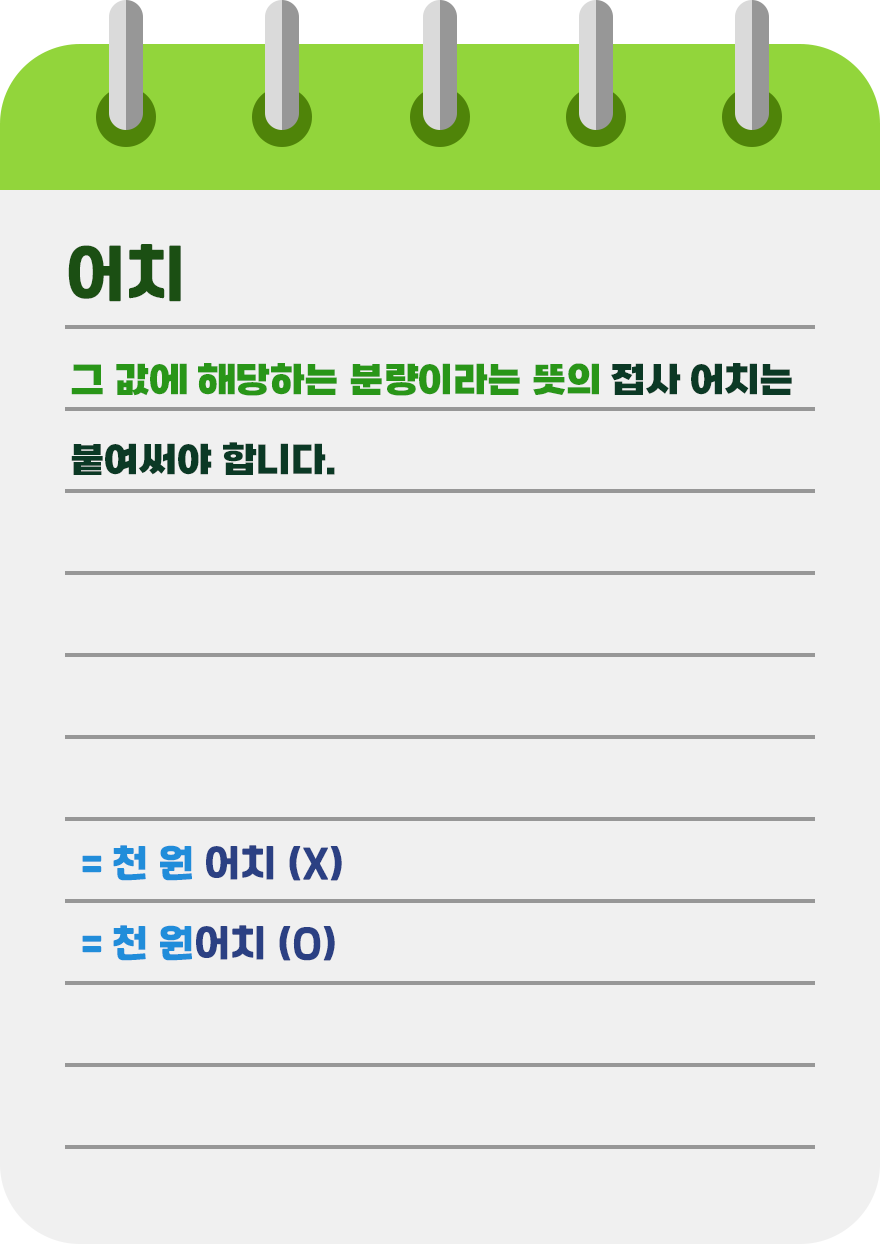 어치
그 값에 해당하는 분량이라는 뜻의 접사 어치는
붙여써야 합니다.
= 천 원 어치 (X)
= 천 원어치 (O)